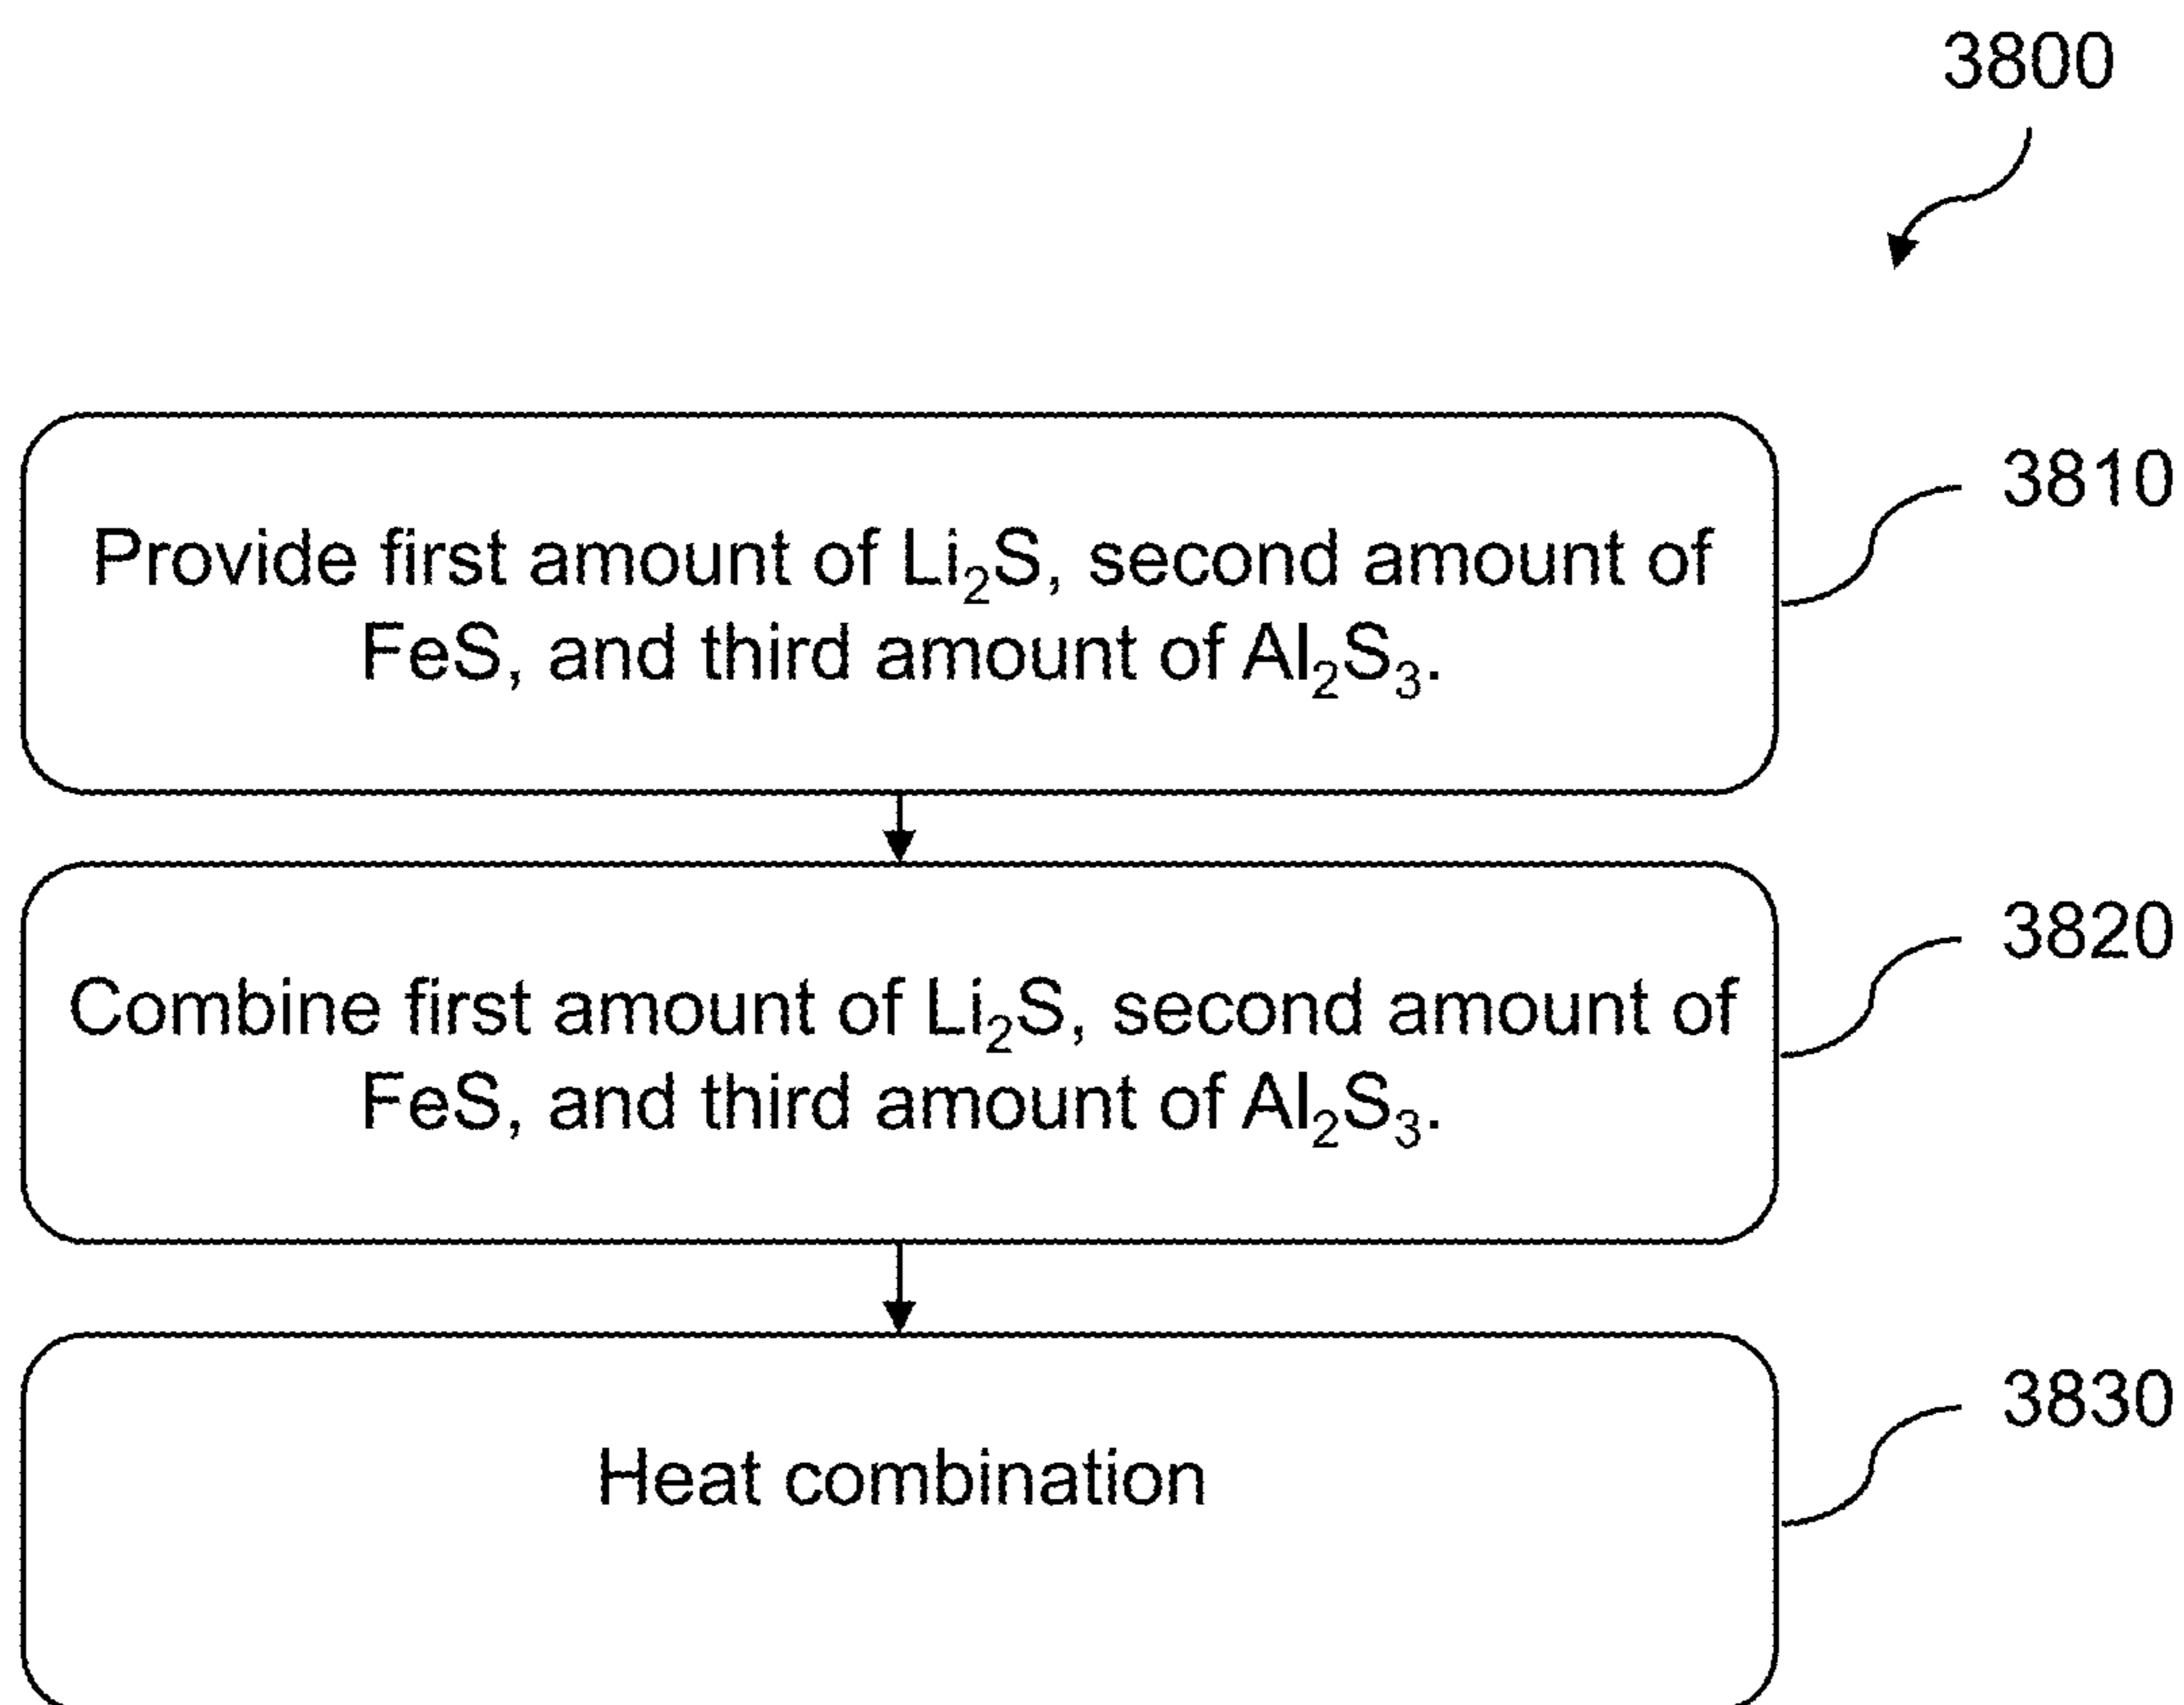 3800
Provide first amount of Li₂S, second amount of
FeS, and third amount of Al₂S₃.
3810
Combine first amount of Li₂S, second amount of
FeS, and third amount of Al₂S₃.
3820
Heat combination
3830